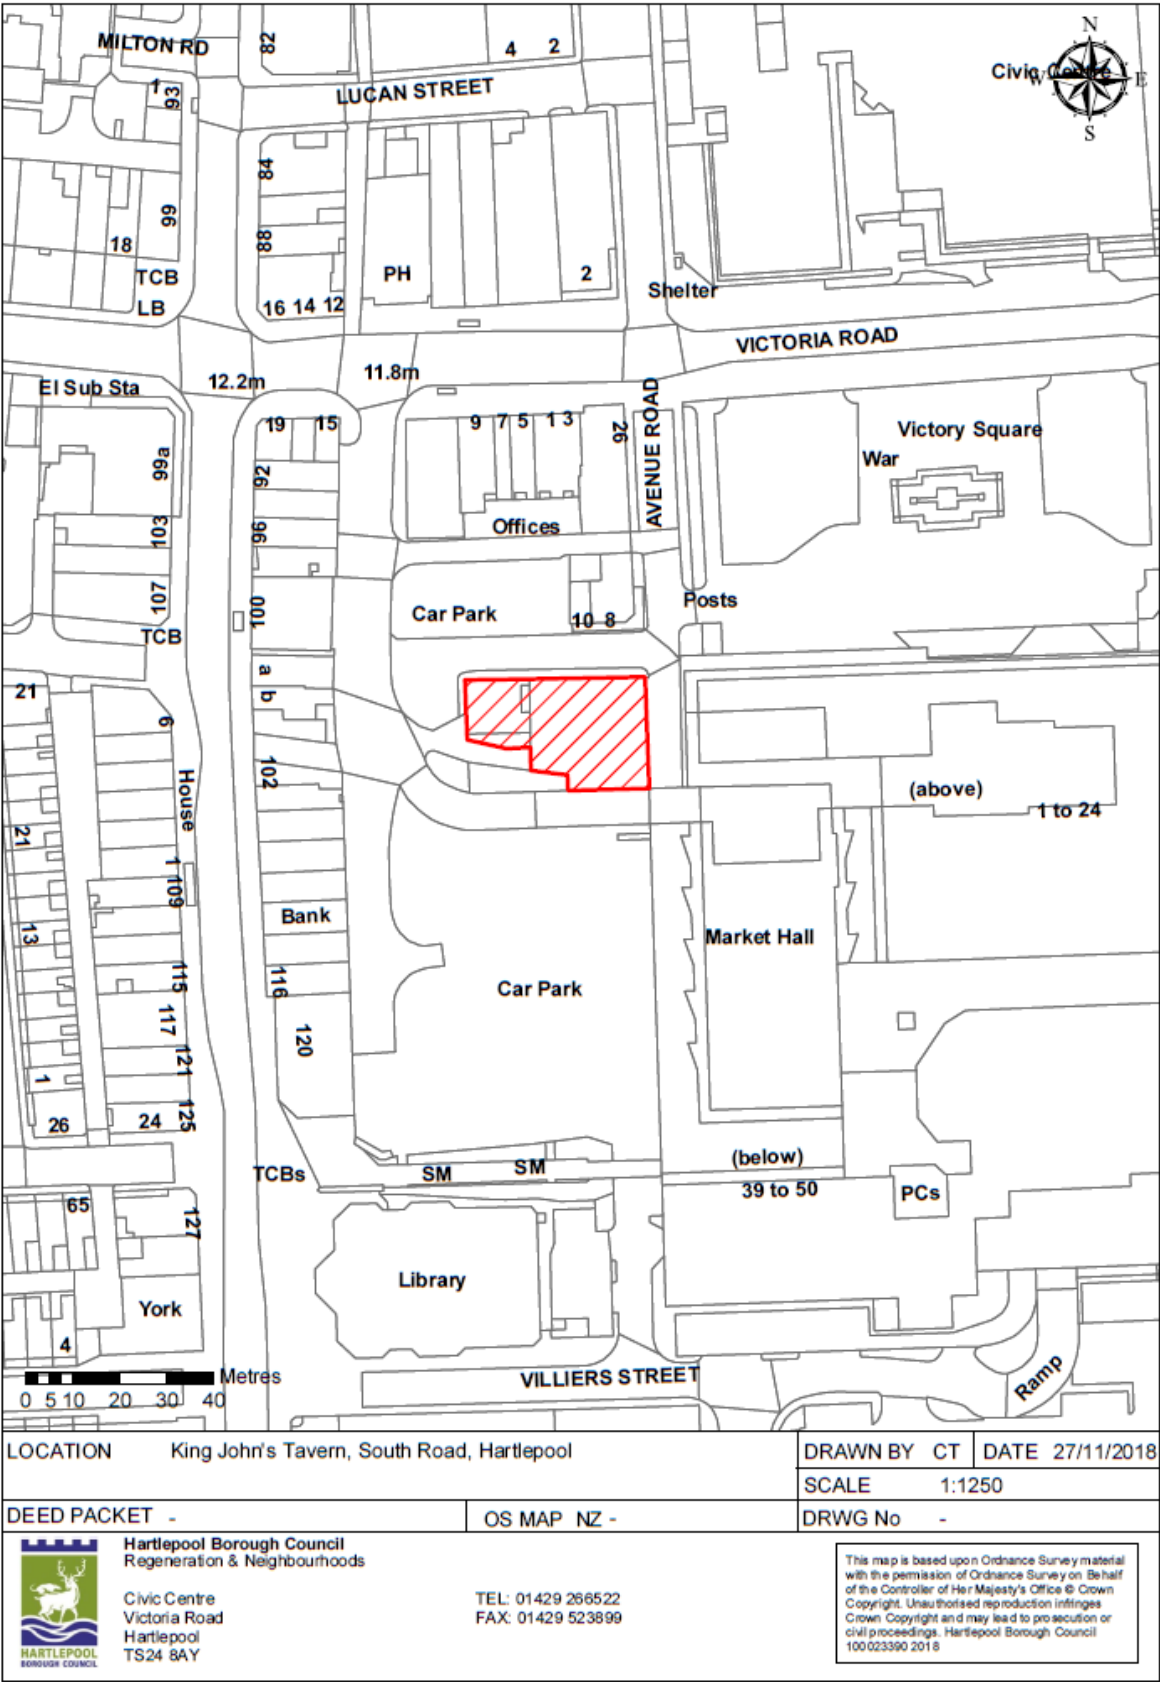 N
Civic Centre
W
E
S
MILTON RD
82
4
2
1
93
LUCAN STREET
84
99
88
18
TCB
LB
PH
2
Shelter
16 14 12
VICTORIA ROAD
El Sub Sta
12.2m
11.8m
19
15
9 7 5 1 3
26
AVENUE ROAD
Victory Square
War
99a
92
103
96
Offices
107
100
Car Park
10 8
Posts
TCB
a
b
21
6
102
House
(above)
1 to 24
21
1
109
13
Bank
Market Hall
115
116
Car Park
117
120
121
1
26
24
125
TCBs
SM
SM
(below)
39 to 50
PCs
65
127
Library
York
4
Metres
0 5 10 20 30 40
VILLIERS STREET
Ramp
LOCATION King John's Tavern, South Road, Hartlepool
DRAWN BY CT DATE 27/11/2018
SCALE 1:1250
DEED PACKET -
OS MAP NZ -
DRWG No -
HARTLEPOOL
BOROUGH COUNCIL
Hartlepool Borough Council
Regeneration & Neighbourhoods
Civic Centre
Victoria Road
Hartlepool
TS24 8AY
TEL: 01429 266522
FAX: 01429 523899
This map is based upon Ordnance Survey material
with the permission of Ordnance Survey on Behalf
of the Controller of Her Majesty's Office © Crown
Copyright. Unauthorised reproduction infringes
Crown Copyright and may lead to prosecution or
civil proceedings. Hartlepool Borough Council
100023390 2018